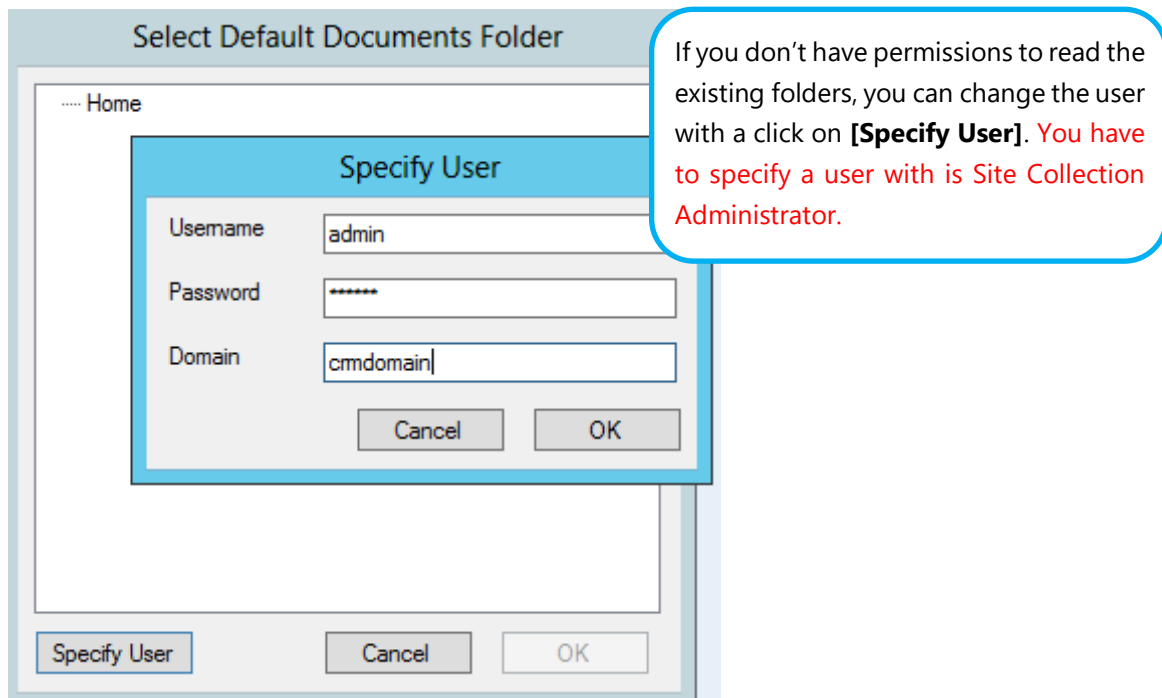 Select Default Documents Folder
Home
Specify User
Username
admin
Password
******
Domain
crmdomain
Cancel
OK
Specify User
Cancel
OK
If you don’t have permissions to read the
existing folders, you can change the user
with a click on [Specify User]. You have
to specify a user with is Site Collection
Administrator.